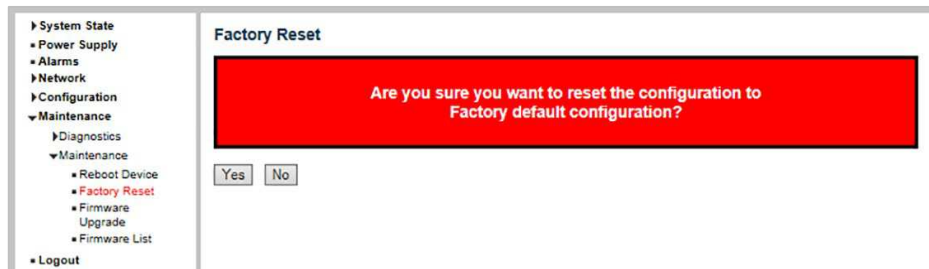 System State
Power Supply
Alarms
Network
Configuration
Maintenance
Diagnostics
Maintenance
Reboot Device
Factory Reset
Firmware
Upgrade
Firmware List
Logout
Factory Reset
Are you sure you want to reset the configuration to
Factory default configuration?
Yes No